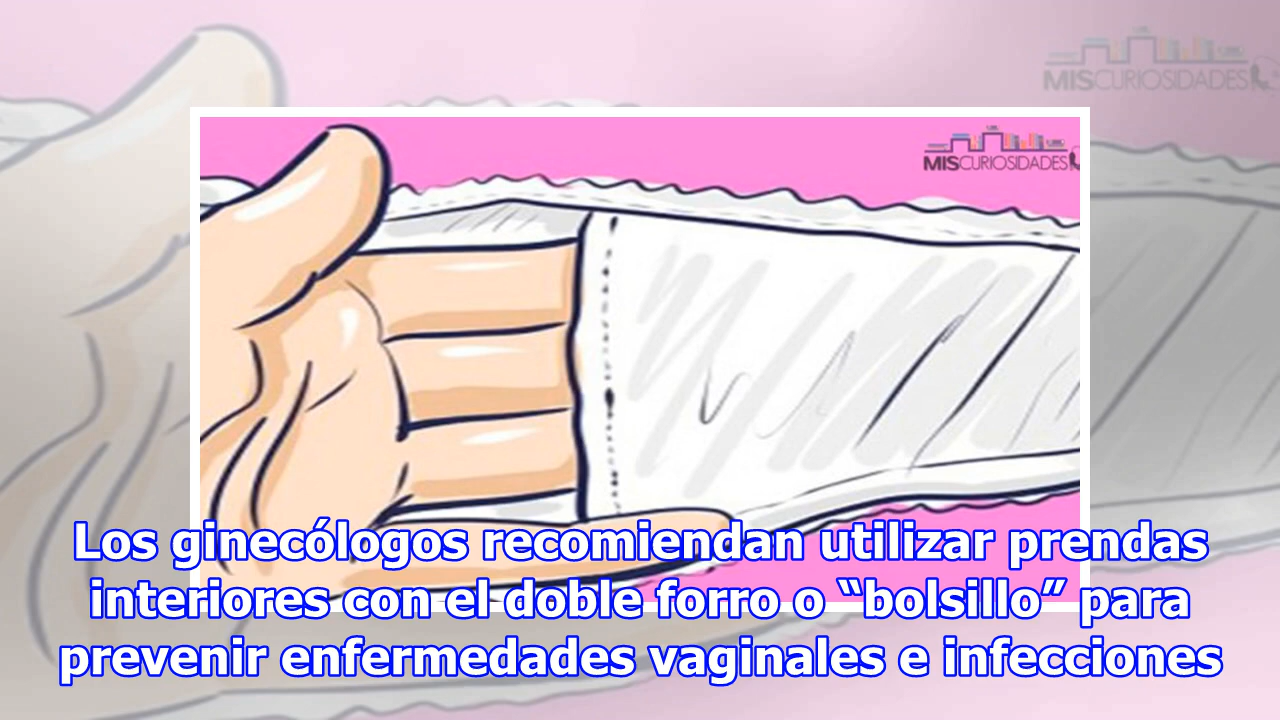 MISCURIOSIDADES
MISCURIOSIDADES
Los ginecólogos recomiendan utilizar prendas
interiores con el doble forro o “bolsillo” para
prevenir enfermedades vaginales e infecciones